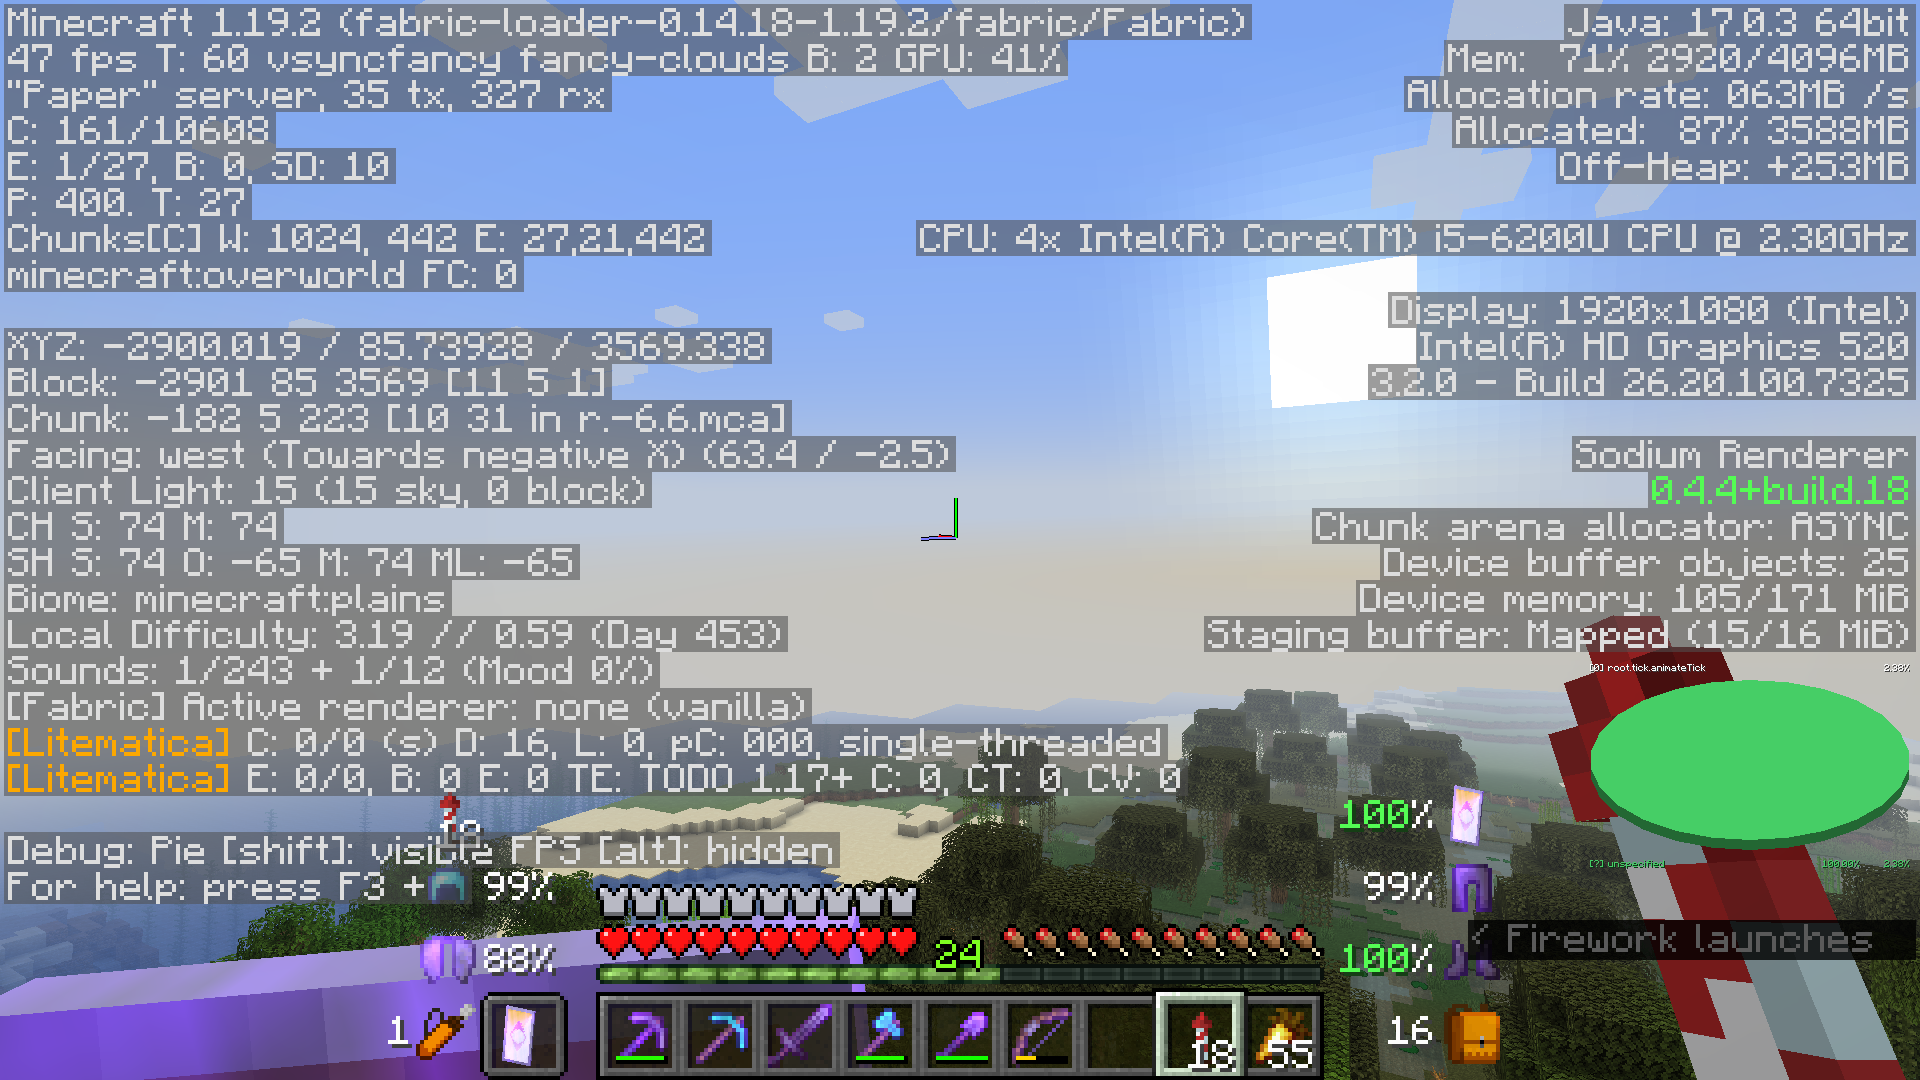 Minecraft 1.19.2 (fabric-loader-0.14.18-1.19.2/fabric/Fabric)
47 fps T: 60 vsyncfancy fancy-clouds B: 2 GPU: 41%
"Paper" server, 35 tx, 327 rx
C: 161/10608
E: 1/27, B: 0, SD: 10
P: 400. T: 27
Chunks[C] W: 1024, 442 E: 27,21,442
minecraft:overworld FC: 0
XYZ: -2900.019 / 85.73928 / 3569.338
Block: -2901 85 3569 [11 5 1]
Chunk: -182 5 223 [10 31 in r.-6.6.mca]
Facing: west (Towards negative X) (63.4 / -2.5)
Client Light: 15 (15 sky, 0 block)
CH S: 74 M: 74
SH S: 74 O: -65 M: 74 ML: -65
Biome: minecraft:plains
Local Difficulty: 3.19 // 0.59 (Day 453)
Sounds: 1/243 + 1/12 (Mood 0%)
[Fabric] Active renderer: none (vanilla)
[Litematica] C: 0/0 (s) D: 16, L: 0, pC: 000, single-threaded
[Litematica] E: 0/0, B: 0 E: 0 TE: TODO 1.17+ C: 0, CT: 0, CV: 0
Debug: Pie [shift]: visible FPS [alt]: hidden
For help: press F3 +
Java: 17.0.3 64bit
Mem: 71% 2920/4096MB
Allocation rate: 063MB /s
Allocated: 87% 3588MB
Off-Heap: +253MB
CPU: 4x Intel(R) Core(TM) i5-6200U CPU @ 2.30GHz
Display: 1920x1080 (Intel)
Intel(R) HD Graphics 520
3.2.0 - Build 26.20.100.7325
Sodium Renderer
0.4.4+build.18
Chunk arena allocator: ASYNC
Device buffer objects: 25
Device memory: 105/171 MiB
Staging buffer: Mapped (15/16 MiB)
[0] root.tick.animateTick 2.38%
[?] unspecified 100.00% 2.38%
99%
88%
1
24
100%
99%
100%
16
< Firework launches
18
55